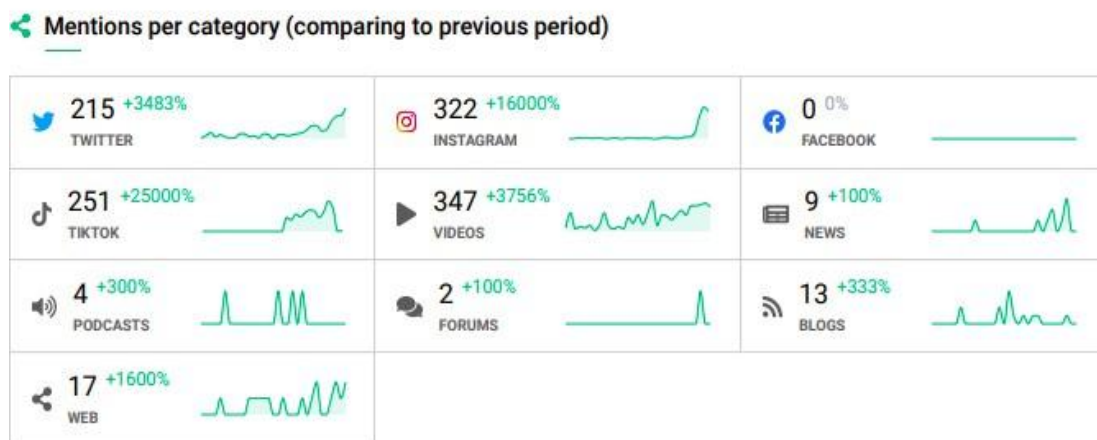 Mentions per category (comparing to previous period)
215 +3483%
TWITTER
322 +16000%
INSTAGRAM
0 0%
FACEBOOK
251 +25000%
TIKTOK
347 +3756%
VIDEOS
9 +100%
NEWS
4 +300%
PODCASTS
2 +100%
FORUMS
13 +333%
BLOGS
17 +1600%
WEB